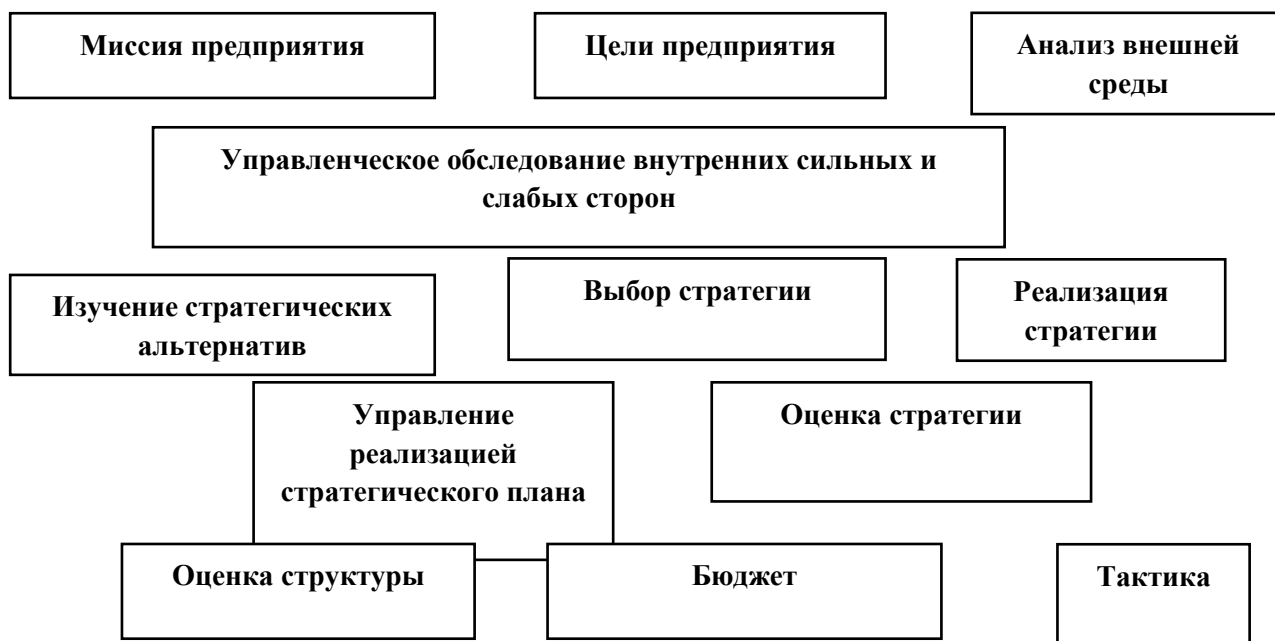 Миссия предприятия
Цели предприятия
Анализ внешней
среды
Управленческое обследование внутренних сильных и
слабых сторон
Изучение стратегических
альтернатив
Выбор стратегии
Реализация
стратегии
Управление
реализацией
стратегического плана
Оценка стратегии
Оценка структуры
Бюджет
Тактика